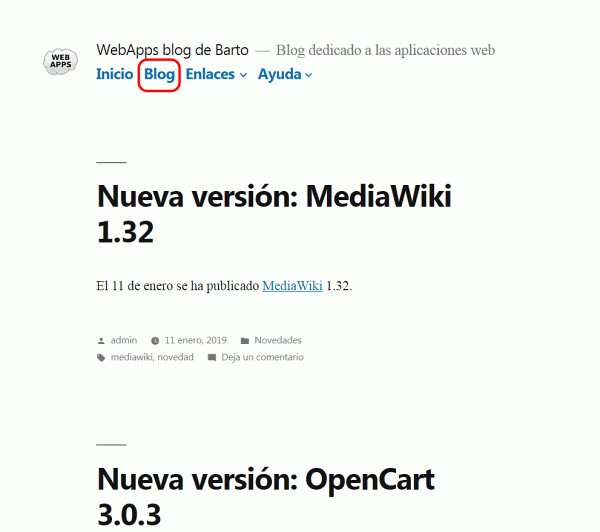 WEB
APPS
WebApps blog de Barto — Blog dedicado a las aplicaciones web
Inicio Blog Enlaces Ayuda
Nueva versión: MediaWiki
1.32
El 11 de enero se ha publicado MediaWiki 1.32.
admin 11 enero, 2019 Novedades
mediawiki, novedad Deja un comentario
Nueva versión: OpenCart
3.0.3